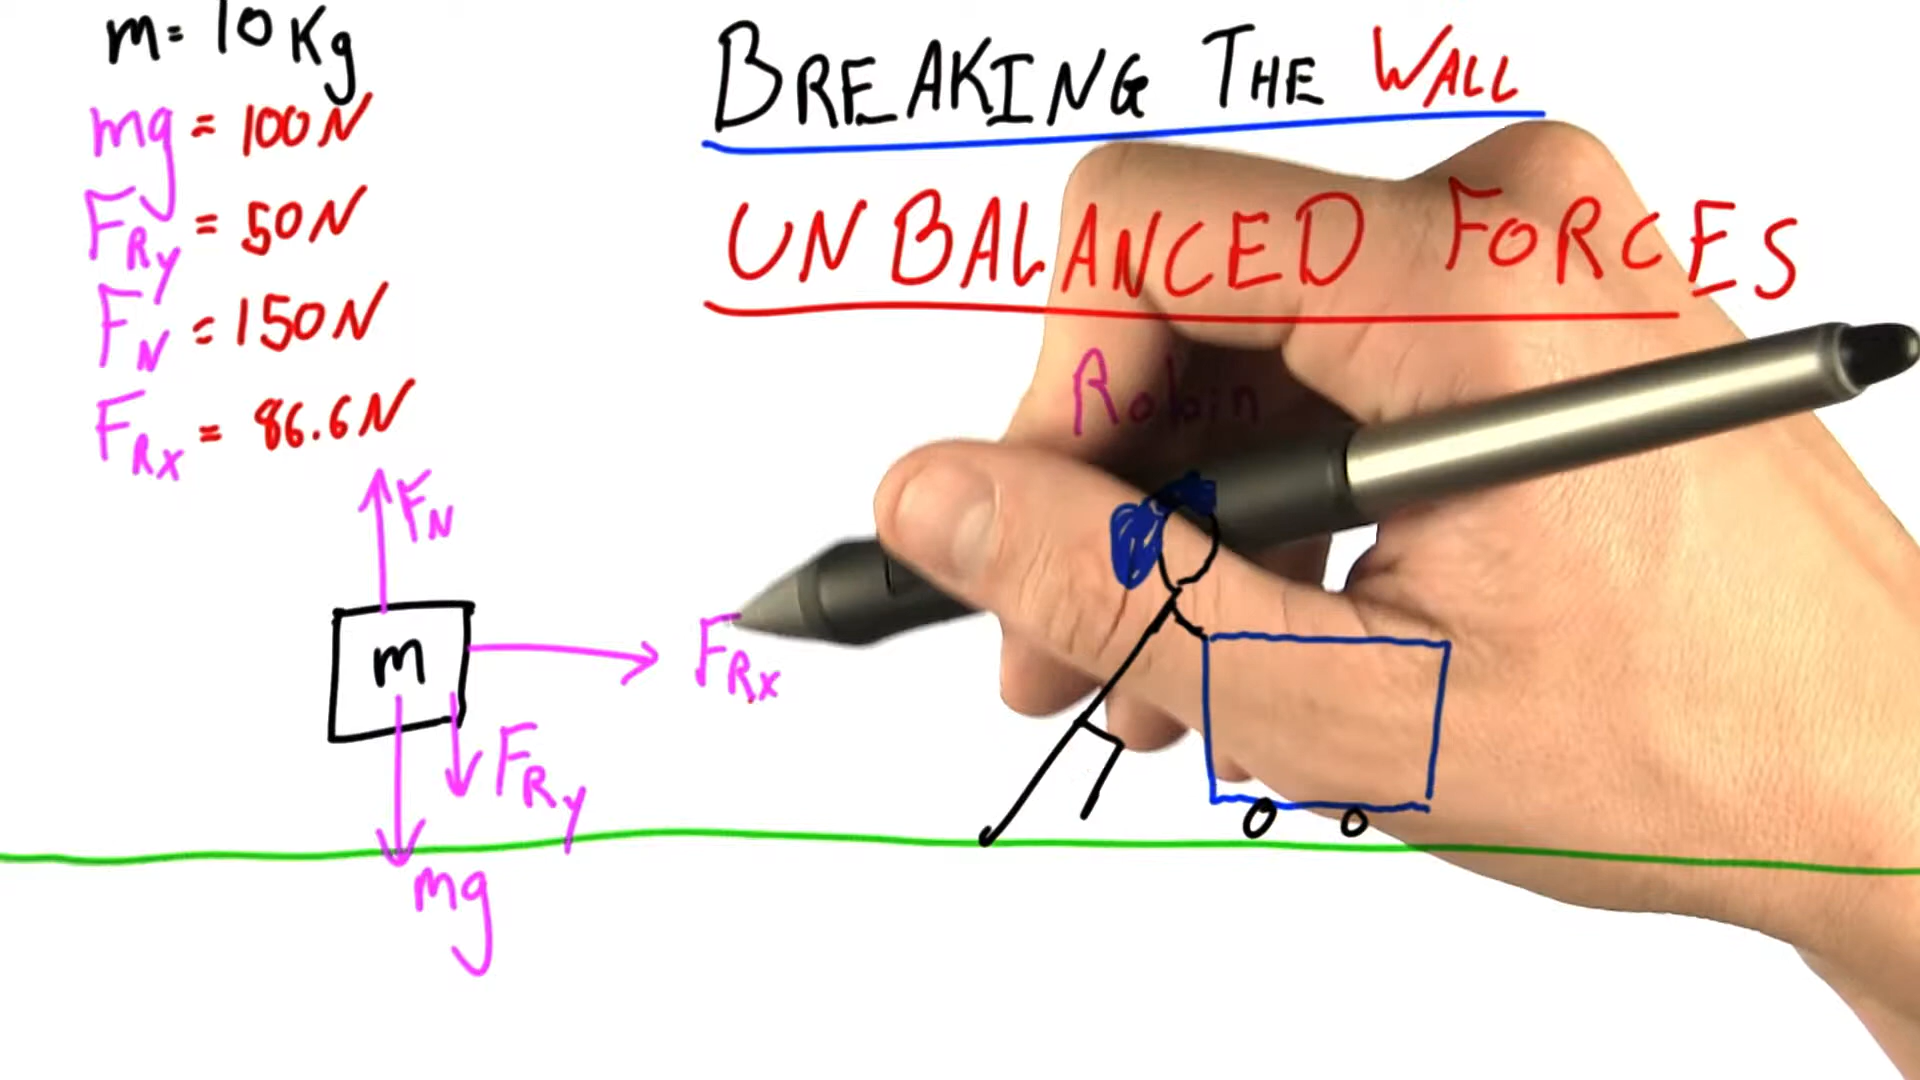 m = 10 Kg
mg = 100 N
FRy = 50 N
FN = 150 N
FRx = 86.6 N
BREAKING THE WALL
UNBALANCED FORCES
Robin
FN
m
FRx
FRy
mg